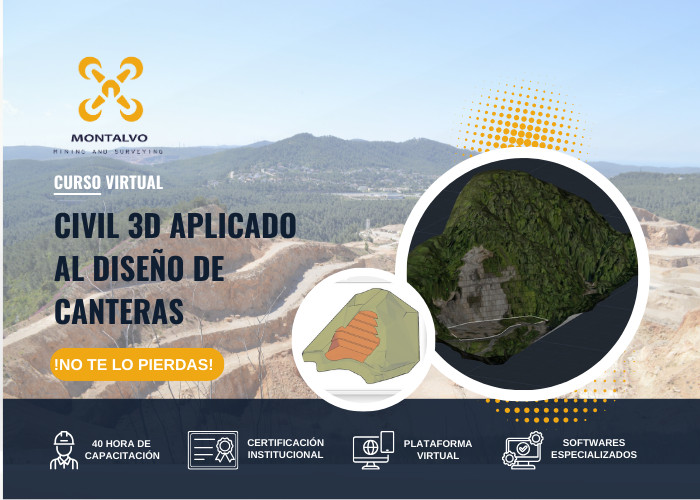 MONTALVO
MINING AND SURVEYING
CURSO VIRTUAL
CIVIL 3D APLICADO
AL DISEÑO DE
CANTERAS
!NO TE LO PIERDAS!
40 HORA DE
CAPACITACIÓN
CERTIFICACIÓN
INSTITUCIONAL
PLATAFORMA
VIRTUAL
SOFTWARES
ESPECIALIZADOS